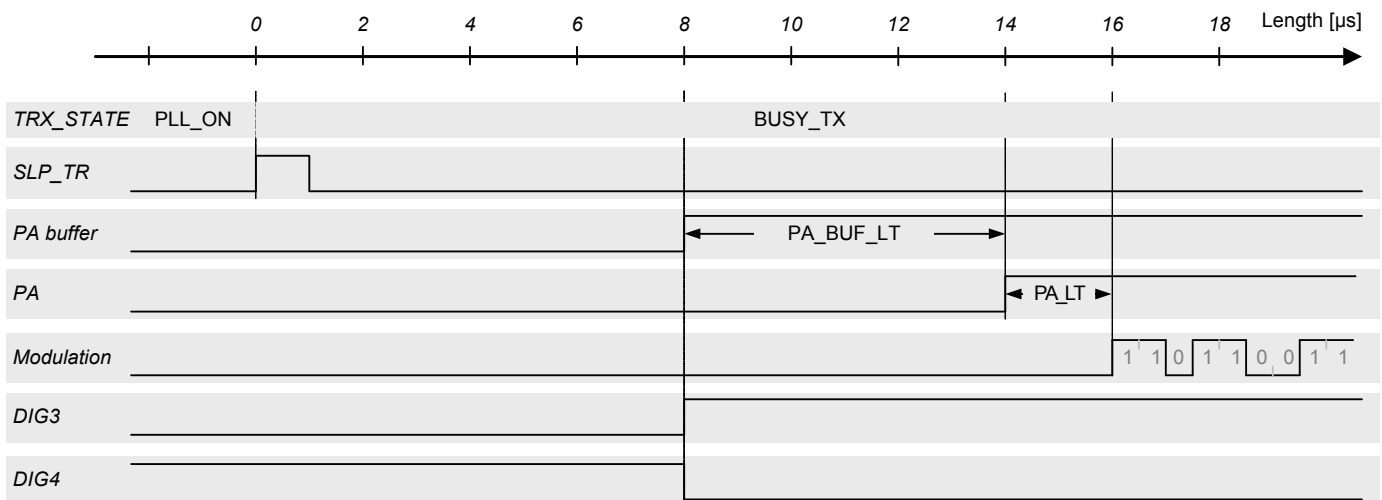 0 2 4 6 8 10 12 14 16 18 Length [µs]
TRX_STATE PLL_ON BUSY_TX
SLP_TR
PA buffer PA_BUF_LT
PA PA_LT
Modulation 1 1 0 1 1 0 0 1 1
DIG3
DIG4